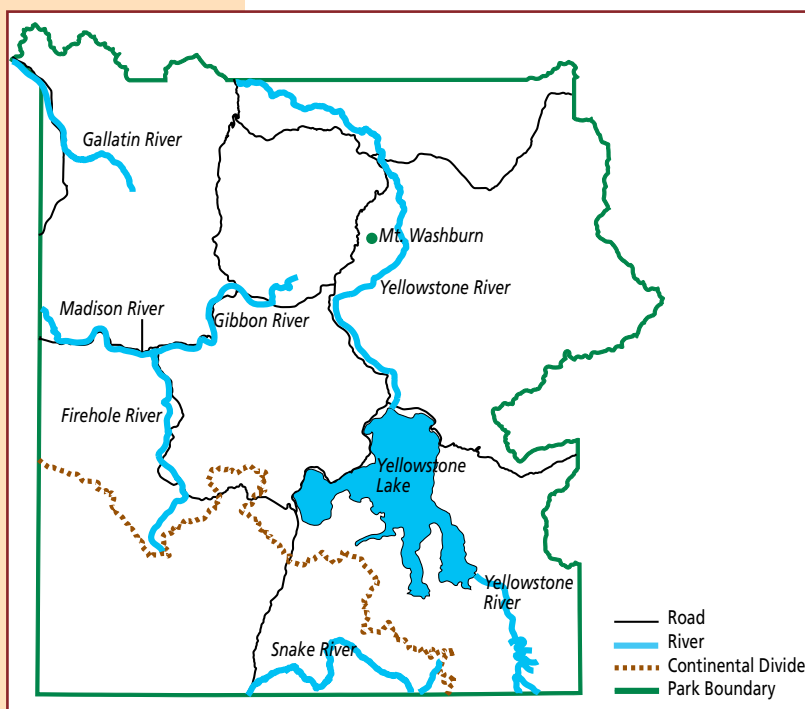 Gallatin River
Mt. Washburn
Yellowstone River
Madison River
Gibbon River
Firehole River
Yellowstone
Lake
Yellowstone
River
Snake River
Road
River
Continental Divide
Park Boundary